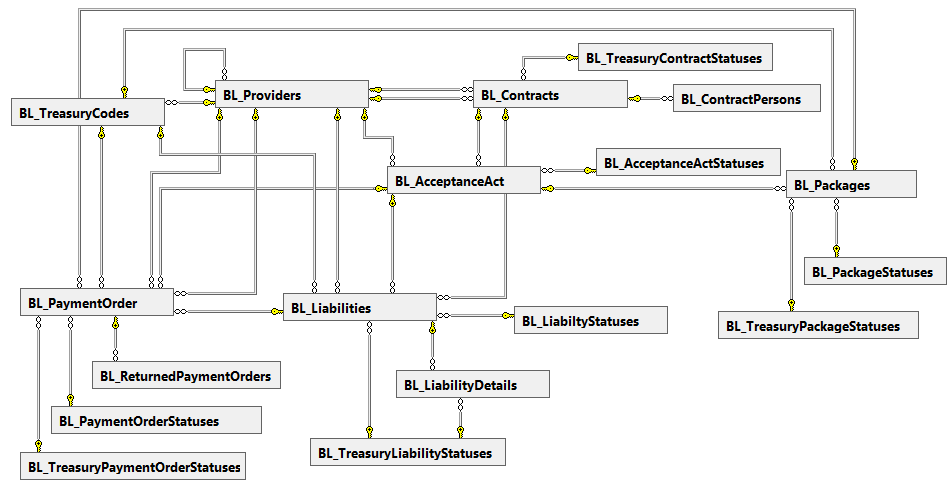 BL_TreasuryContractStatuses
BL_Providers
BL_Contracts
BL_ContractPersons
BL_TreasuryCodes
BL_AcceptanceActStatuses
BL_AcceptanceAct
BL_Packages
BL_PackageStatuses
BL_PaymentOrder
BL_Liabilities
BL_LiabiltyStatuses
BL_TreasuryPackageStatuses
BL_ReturnedPaymentOrders
BL_LiabilityDetails
BL_PaymentOrderStatuses
BL_TreasuryLiabilityStatuses
BL_TreasuryPaymentOrderStatuses